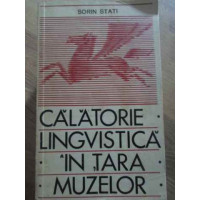 SORIN STATI
CĂLĂTORIE
LINGVISTICĂ
ÎN ȚARA
MUZELOR